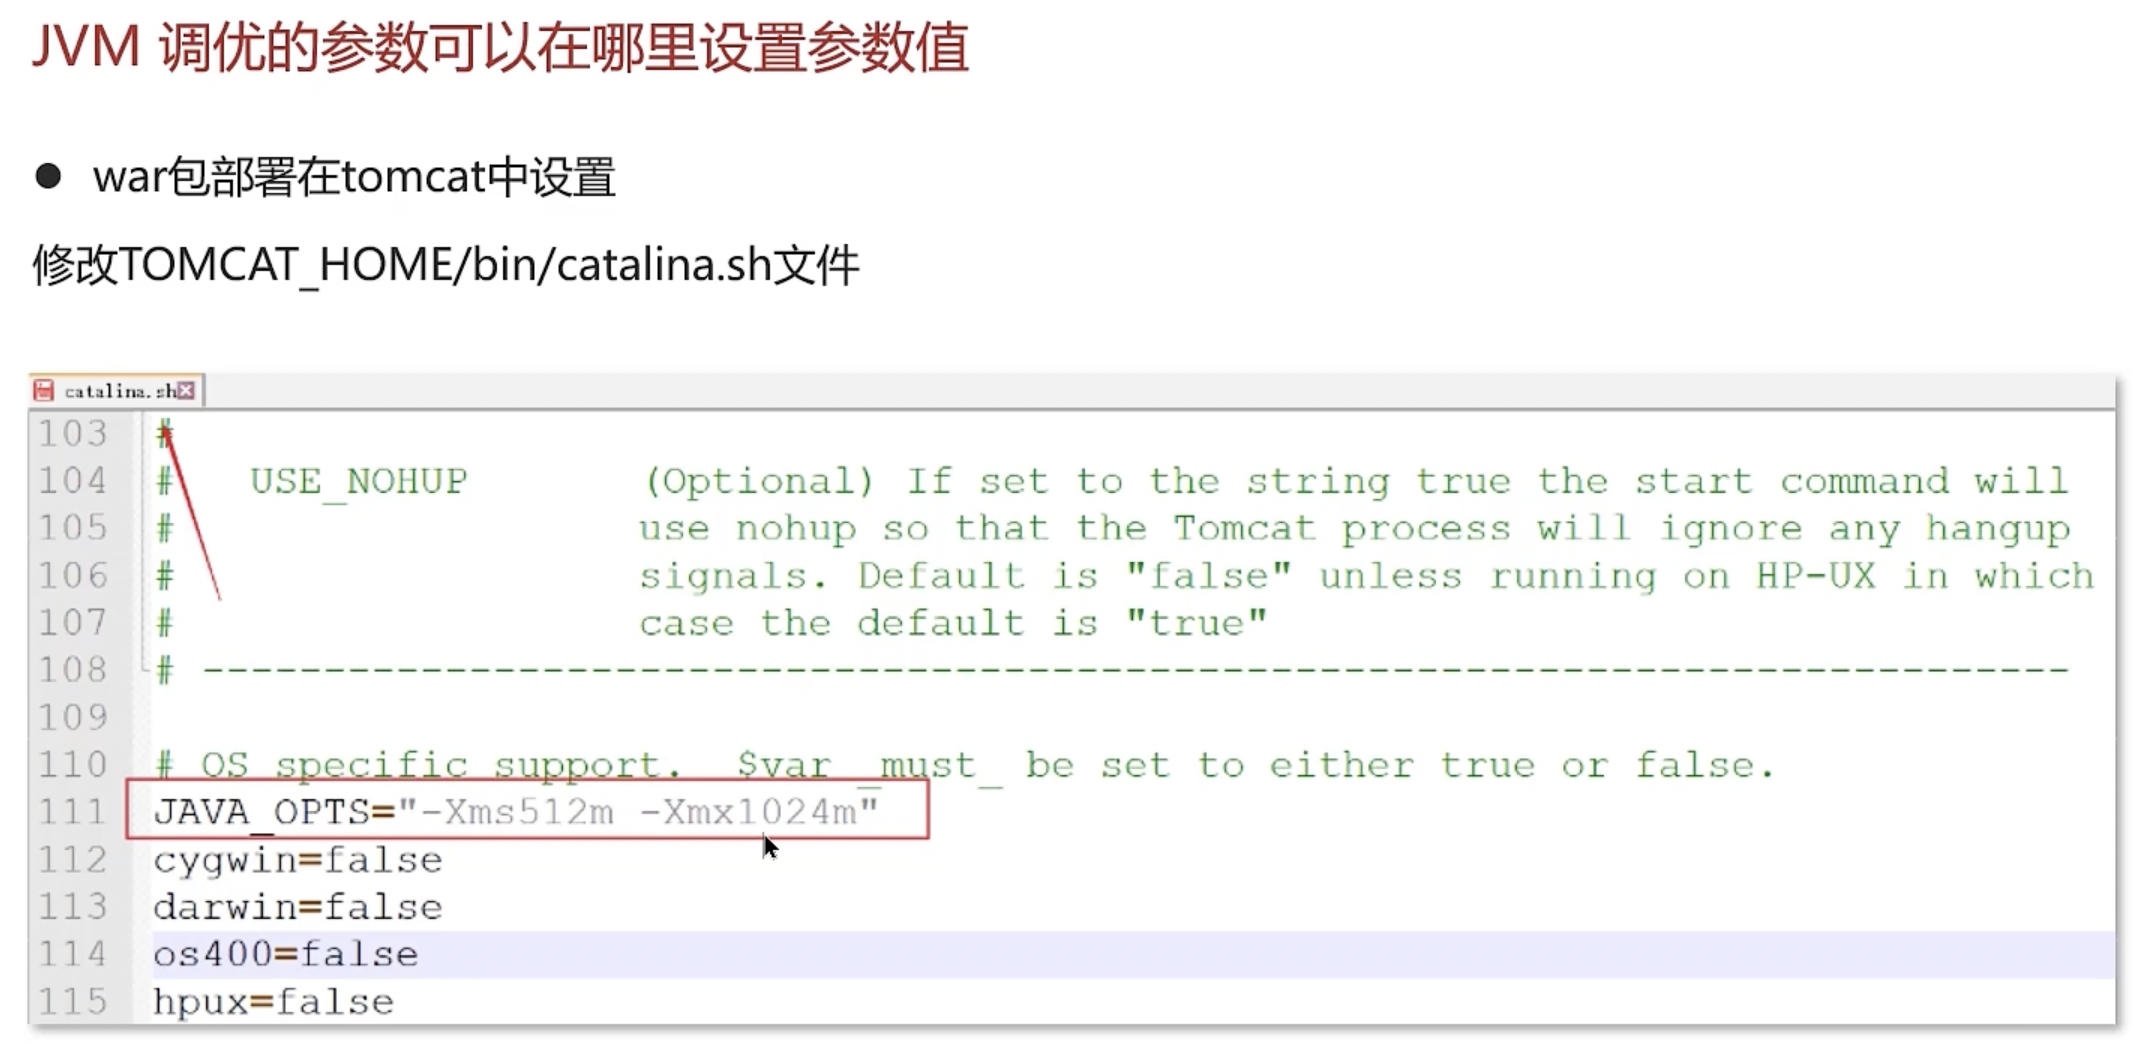 JVM 调优的参数可以在哪里设置参数值
● war包部署在tomcat中设置
修改TOMCAT_HOME/bin/catalina.sh文件
catalina.sh
103 #
104 # USE_NOHUP (Optional) If set to the string true the start command will
105 # use nohup so that the Tomcat process will ignore any hangup
106 # signals. Default is "false" unless running on HP-UX in which
107 # case the default is "true"
108 # -----------------------------------------------------------------------------
109
110 # OS specific support. $var _must_ be set to either true or false.
111 JAVA_OPTS="-Xms512m -Xmx1024m"
112 cygwin=false
113 darwin=false
114 os400=false
115 hpux=false